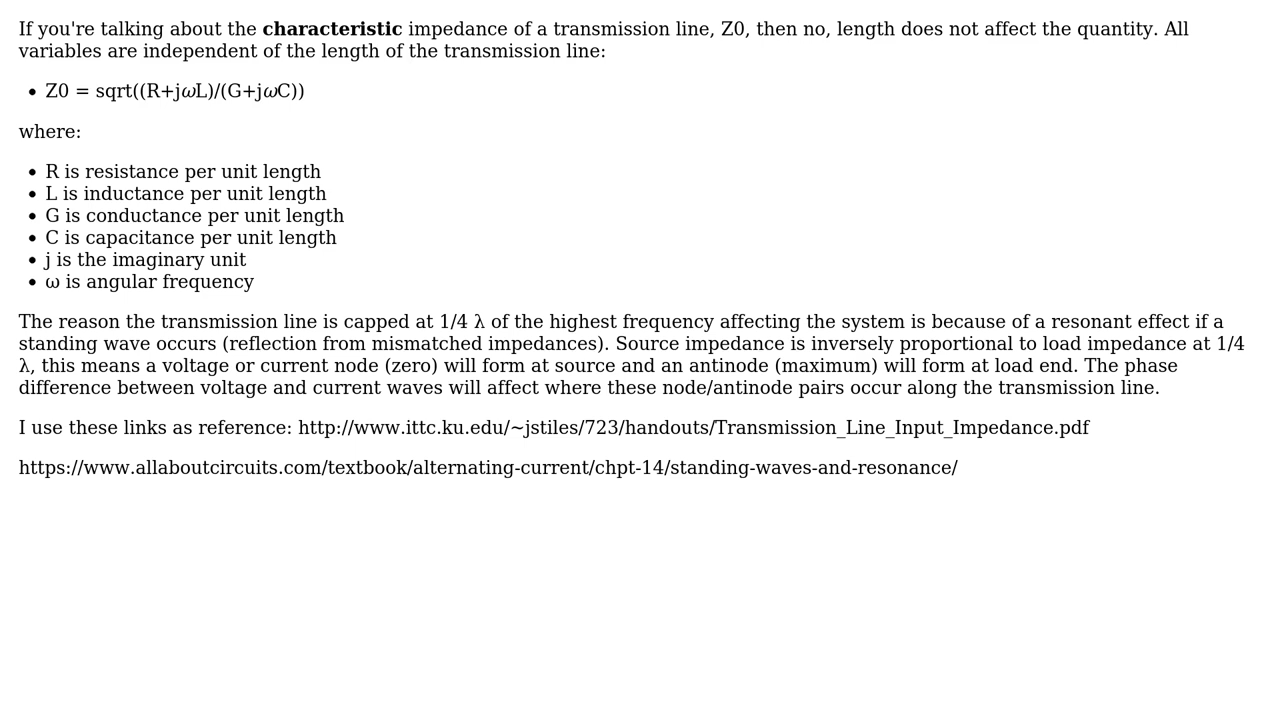 If you're talking about the characteristic impedance of a transmission line, Z0, then no, length does not affect the quantity. All
variables are independent of the length of the transmission line:
• Z0 = sqrt((R+jωL)/(G+jωC))
where:
• R is resistance per unit length
• L is inductance per unit length
• G is conductance per unit length
• C is capacitance per unit length
• j is the imaginary unit
• ω is angular frequency
The reason the transmission line is capped at 1/4 λ of the highest frequency affecting the system is because of a resonant effect if a
standing wave occurs (reflection from mismatched impedances). Source impedance is inversely proportional to load impedance at 1/4
λ, this means a voltage or current node (zero) will form at source and an antinode (maximum) will form at load end. The phase
difference between voltage and current waves will affect where these node/antinode pairs occur along the transmission line.
I use these links as reference: http://www.ittc.ku.edu/~jstiles/723/handouts/Transmission_Line_Input_Impedance.pdf
https://www.allaboutcircuits.com/textbook/alternating-current/chpt-14/standing-waves-and-resonance/